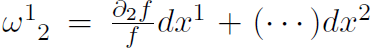 ω¹₂ = ∂₂f/f dx¹ + (···)dx²